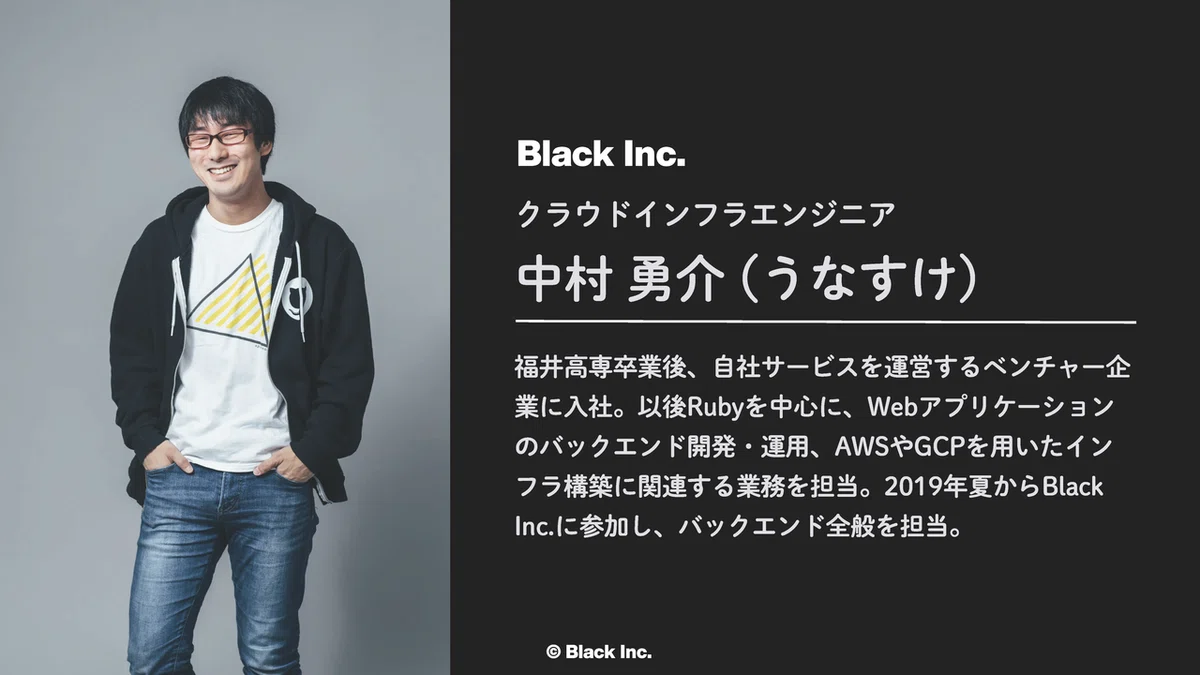 Black Inc.
クラウドインフラエンジニア
中村 勇介 (うなすけ)
福井高専卒業後、自社サービスを運営するベンチャー企
業に入社。以後Rubyを中心に、Webアプリケーション
のバックエンド開発・運用、AWSやGCPを用いたイン
フラ構築に関連する業務を担当。2019年夏からBlack
Inc.に参加し、バックエンド全般を担当。
© Black Inc.